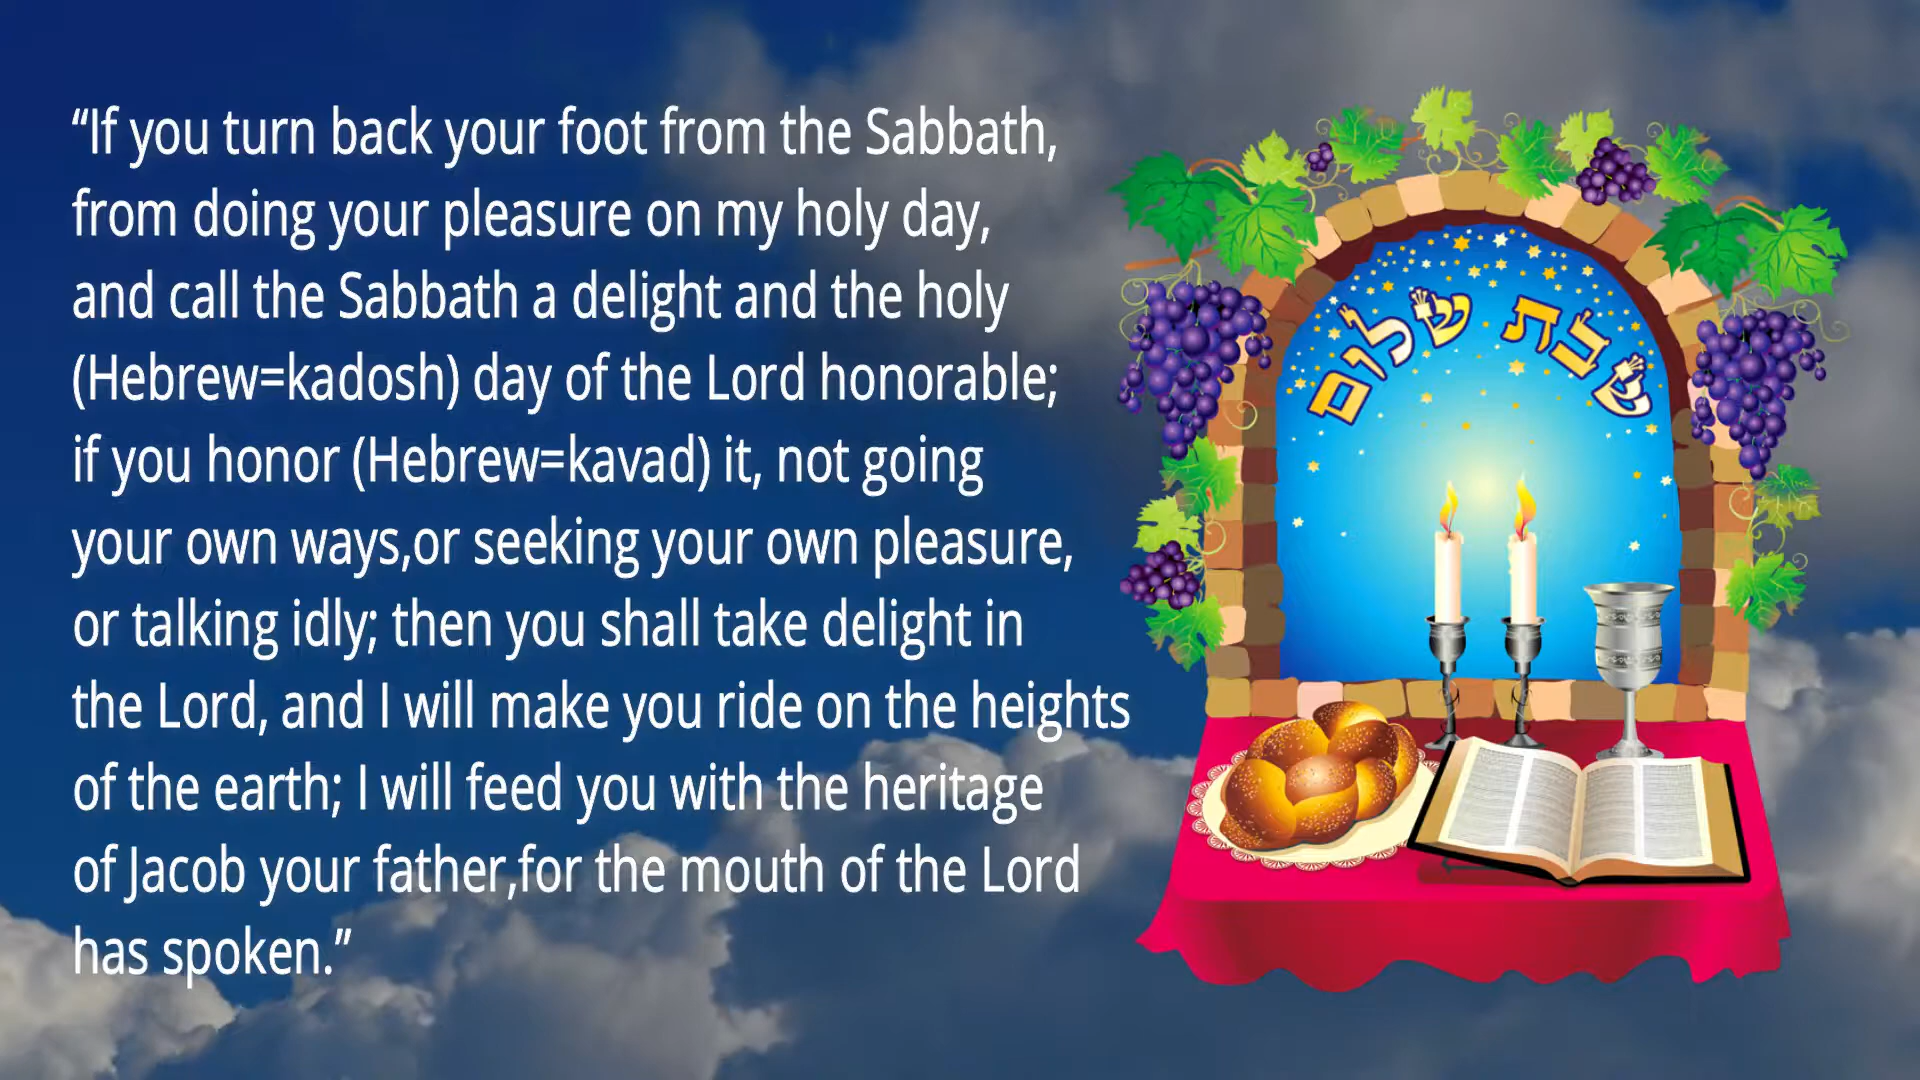 “If you turn back your foot from the Sabbath,
from doing your pleasure on my holy day,
and call the Sabbath a delight and the holy
(Hebrew=kadosh) day of the Lord honorable;
if you honor (Hebrew=kavad) it, not going
your own ways,or seeking your own pleasure,
or talking idly; then you shall take delight in
the Lord, and I will make you ride on the heights
of the earth; I will feed you with the heritage
of Jacob your father,for the mouth of the Lord
has spoken.”
שבת שלום